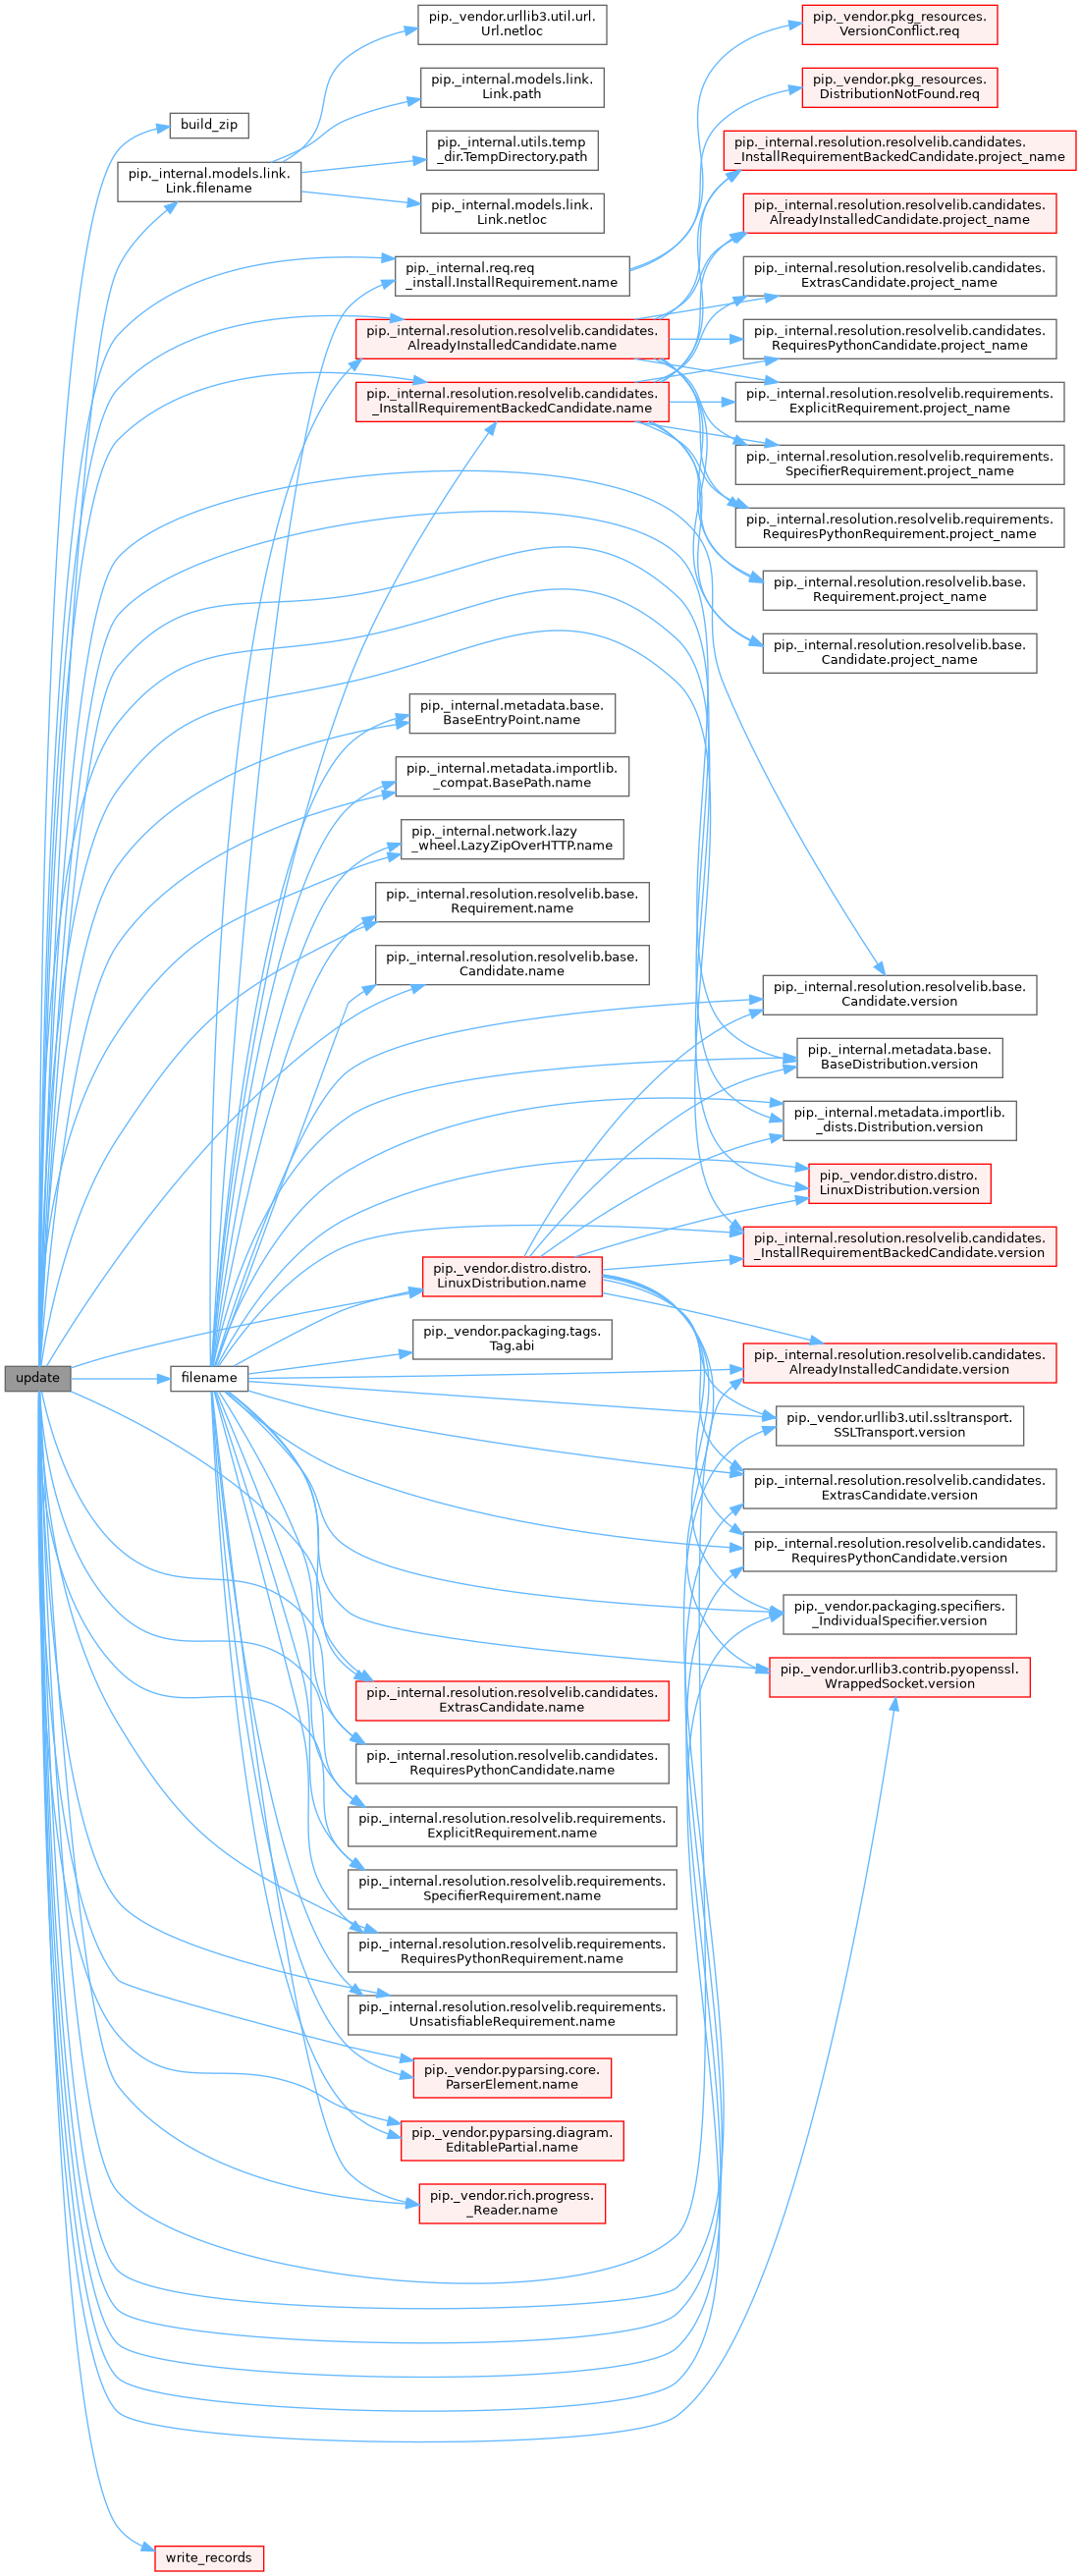 pip._vendor.urllib3.util.url.
Url.netloc
pip._internal.models.link.
Link.path
build_zip
pip._internal.utils.temp
_dir.TempDirectory.path
pip._internal.models.link.
Link.filename
pip._internal.models.link.
Link.netloc
pip._vendor.pkg_resources.
VersionConflict.req
pip._vendor.pkg_resources.
DistributionNotFound.req
pip._internal.resolution.resolvelib.candidates.
_InstallRequirementBackedCandidate.project_name
pip._internal.resolution.resolvelib.candidates.
AlreadyInstalledCandidate.project_name
pip._internal.req.req
_install.InstallRequirement.name
pip._internal.resolution.resolvelib.candidates.
ExtrasCandidate.project_name
pip._internal.resolution.resolvelib.candidates.
AlreadyInstalledCandidate.name
pip._internal.resolution.resolvelib.candidates.
RequiresPythonCandidate.project_name
pip._internal.resolution.resolvelib.candidates.
_InstallRequirementBackedCandidate.name
pip._internal.resolution.resolvelib.requirements.
ExplicitRequirement.project_name
pip._internal.resolution.resolvelib.requirements.
SpecifierRequirement.project_name
pip._internal.resolution.resolvelib.requirements.
RequiresPythonRequirement.project_name
pip._internal.resolution.resolvelib.base.
Requirement.project_name
pip._internal.resolution.resolvelib.base.
Candidate.project_name
pip._internal.metadata.base.
BaseEntryPoint.name
pip._internal.metadata.importlib.
_compat.BasePath.name
pip._internal.network.lazy
_wheel.LazyZipOverHTTP.name
pip._internal.resolution.resolvelib.base.
Requirement.name
pip._internal.resolution.resolvelib.base.
Candidate.name
pip._internal.resolution.resolvelib.base.
Candidate.version
pip._internal.metadata.base.
BaseDistribution.version
pip._internal.metadata.importlib.
_dists.Distribution.version
pip._vendor.distro.distro.
LinuxDistribution.version
pip._internal.resolution.resolvelib.candidates.
_InstallRequirementBackedCandidate.version
pip._vendor.distro.distro.
LinuxDistribution.name
pip._vendor.packaging.tags.
Tag.abi
update
filename
pip._internal.resolution.resolvelib.candidates.
AlreadyInstalledCandidate.version
pip._vendor.urllib3.util.ssltransport.
SSLTransport.version
pip._internal.resolution.resolvelib.candidates.
ExtrasCandidate.version
pip._internal.resolution.resolvelib.candidates.
RequiresPythonCandidate.version
pip._vendor.packaging.specifiers.
_IndividualSpecifier.version
pip._vendor.urllib3.contrib.pyopenssl.
WrappedSocket.version
pip._internal.resolution.resolvelib.candidates.
ExtrasCandidate.name
pip._internal.resolution.resolvelib.candidates.
RequiresPythonCandidate.name
pip._internal.resolution.resolvelib.requirements.
ExplicitRequirement.name
pip._internal.resolution.resolvelib.requirements.
SpecifierRequirement.name
pip._internal.resolution.resolvelib.requirements.
RequiresPythonRequirement.name
pip._internal.resolution.resolvelib.requirements.
UnsatisfiableRequirement.name
pip._vendor.pyparsing.core.
ParserElement.name
pip._vendor.pyparsing.diagram.
EditablePartial.name
pip._vendor.rich.progress.
_Reader.name
write_records